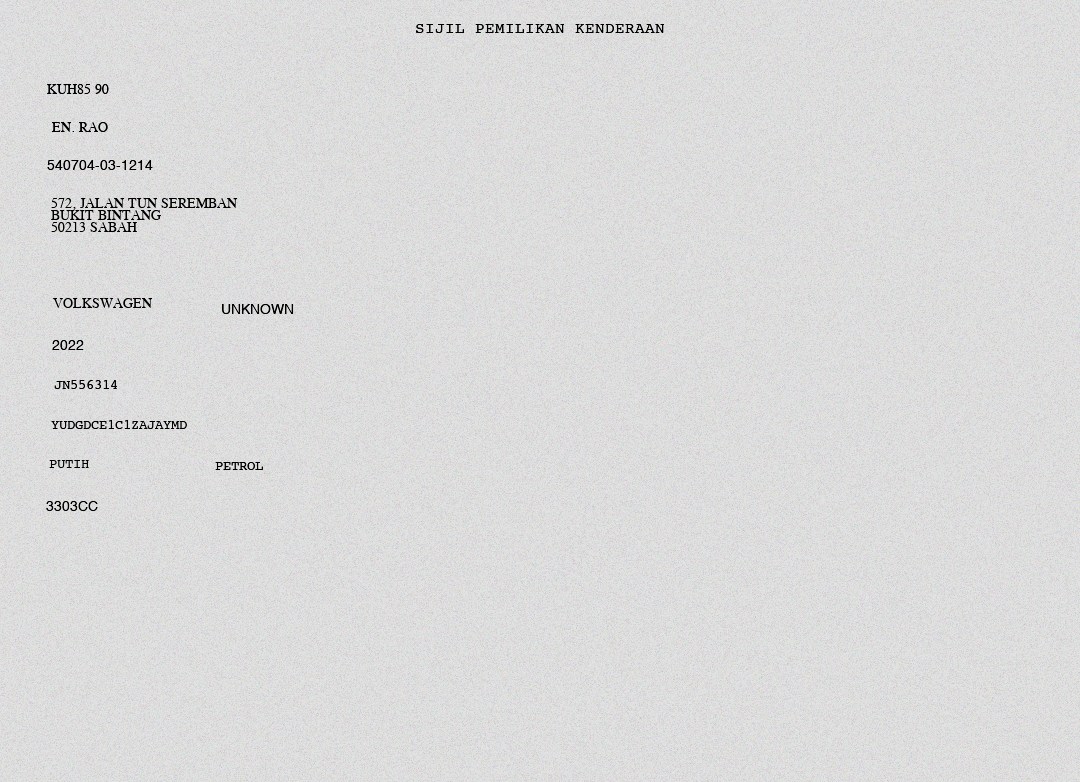 SIJIL PEMILIKAN KENDERAAN
KUH85 90
EN. RAO
540704-03-1214
572, JALAN TUN SEREMBAN
BUKIT BINTANG
50213 SABAH
VOLKSWAGEN UNKNOWN
2022
JN556314
YUDGDCE1C1ZAJAYMD
PUTIH PETROL
3303CC